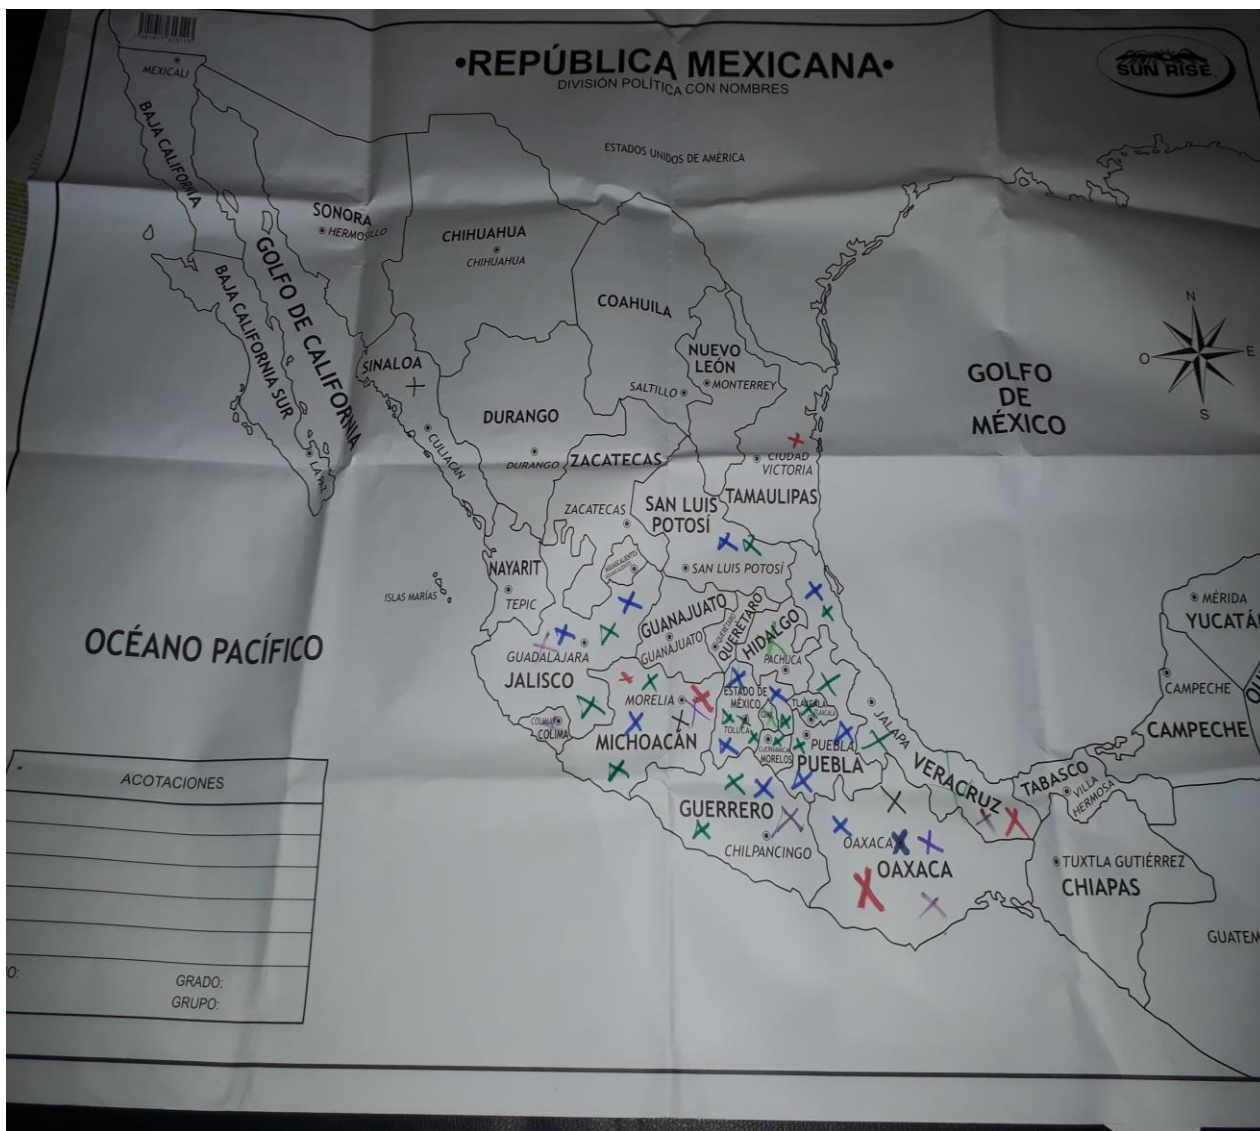 •REPÚBLICA MEXICANA•
DIVISIÓN POLÍTICA CON NOMBRES
SUN RISE
ESTADOS UNIDOS DE AMÉRICA
MEXICALI
BAJA CALIFORNIA
SONORA
HERMOSILLO
GOLFO DE CALIFORNIA
CHIHUAHUA
CHIHUAHUA
COAHUILA
BAJA CALIFORNIA SUR
LA PAZ
SINALOA
CULIACÁN
NUEVO
LEÓN
MONTERREY
SALTILLO
N
O
E
S
GOLFO
DE
MÉXICO
DURANGO
DURANGO
ZACATECAS
ZACATECAS
CIUDAD
VICTORIA
TAMAULIPAS
SAN LUIS
POTOSÍ
SAN LUIS POTOSÍ
NAYARIT
TEPIC
ISLAS MARÍAS
OCÉANO PACÍFICO
GUANAJUATO
GUANAJUATO
QUERÉTARO
QUERÉTARO
HIDALGO
PACHUCA
GUADALAJARA
JALISCO
COLIMA
COLIMA
MORELIA
MICHOACÁN
ESTADO DE
MÉXICO
TOLUCA
TLAXCALA
TLAXCALA
CUERNAVACA
MORELOS
PUEBLA
PUEBLA
JALAPA
VERACRUZ
GUERRERO
CHILPANCINGO
OAXACA
OAXACA
TABASCO
VILLA
HERMOSA
TUXTLA GUTIÉRREZ
CHIAPAS
MÉRIDA
CAMPECHE
CAMPECHE
ACOTACIONES
GRADO:
GRUPO: